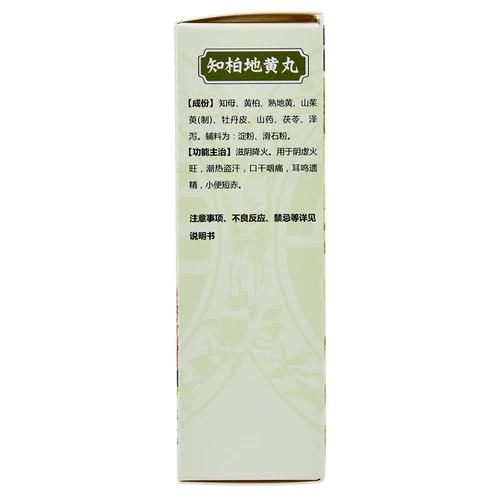 知柏地黄丸
【成份】知母、黄柏、熟地黄、山茱
萸(制)、牡丹皮、山药、茯苓、泽
泻。辅料为：淀粉、滑石粉。
【功能主治】滋阴降火。用于阴虚火
旺，潮热盗汗，口干咽痛，耳鸣遗
精，小便短赤。
注意事项、不良反应、禁忌等详见
说明书